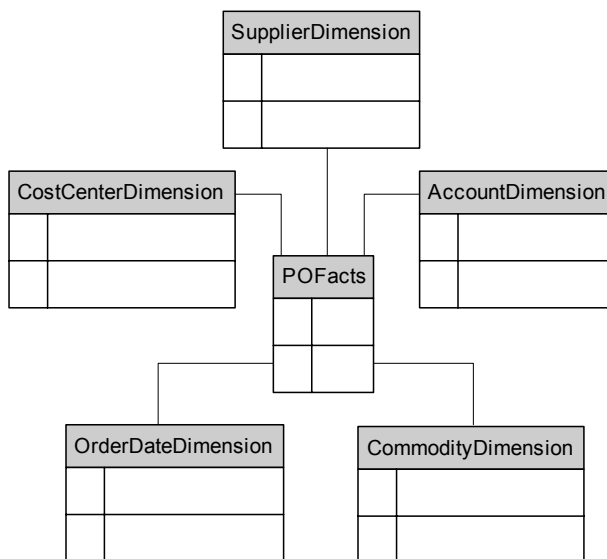 SupplierDimension
CostCenterDimension
AccountDimension
POFacts
OrderDateDimension
CommodityDimension